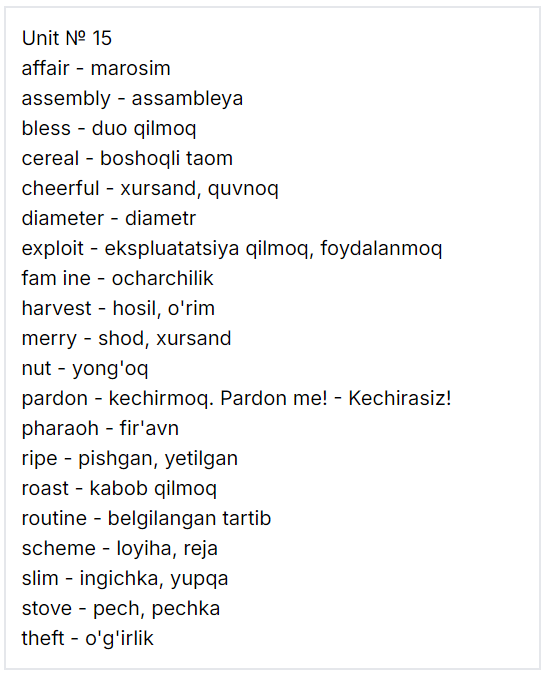 Unit № 15
affair - marosim
assembly - assambleya
bless - duo qilmoq
cereal - boshoqli taom
cheerful - xursand, quvnoq
diameter - diametr
exploit - ekspluatatsiya qilmoq, foydalanmoq
fam ine - ocharchilik
harvest - hosil, o'rim
merry - shod, xursand
nut - yong'oq
pardon - kechirmoq. Pardon me! - Kechirasiz!
pharaoh - fir'avn
ripe - pishgan, yetilgan
roast - kabob qilmoq
routine - belgilangan tartib
scheme - loyiha, reja
slim - ingichka, yupqa
stove - pech, pechka
theft - o'g'irlik